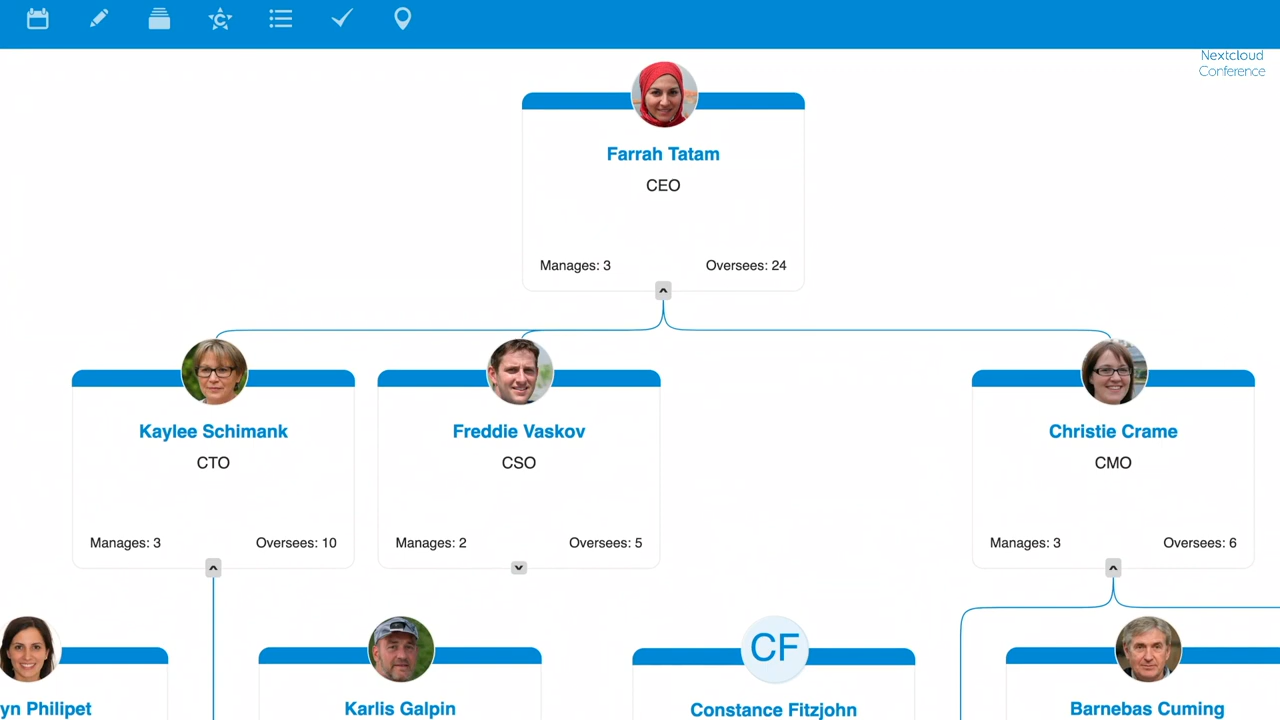 Nextcloud
Conference
Farrah Tatam
CEO
Manages: 3 Oversees: 24
Kaylee Schimank
CTO
Manages: 3 Oversees: 10
Freddie Vaskov
CSO
Manages: 2 Oversees: 5
Christie Crame
CMO
Manages: 3 Oversees: 6
yn Philipet
Karlis Galpin
CF
Constance Fitzjohn
Barnebas Cuming